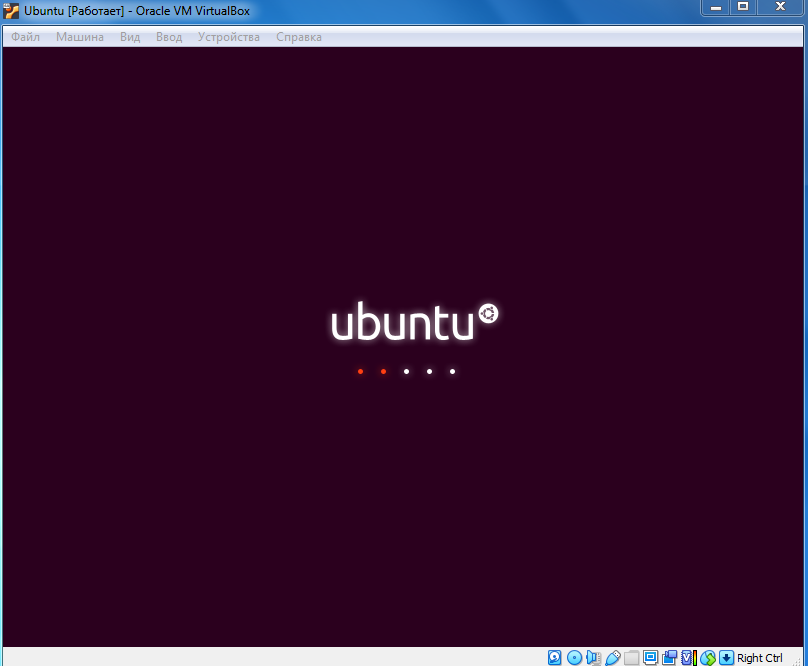 Ubuntu [Работает] - Oracle VM VirtualBox
Файл Машина Вид Ввод Устройства Справка
ubuntu
Right Ctrl